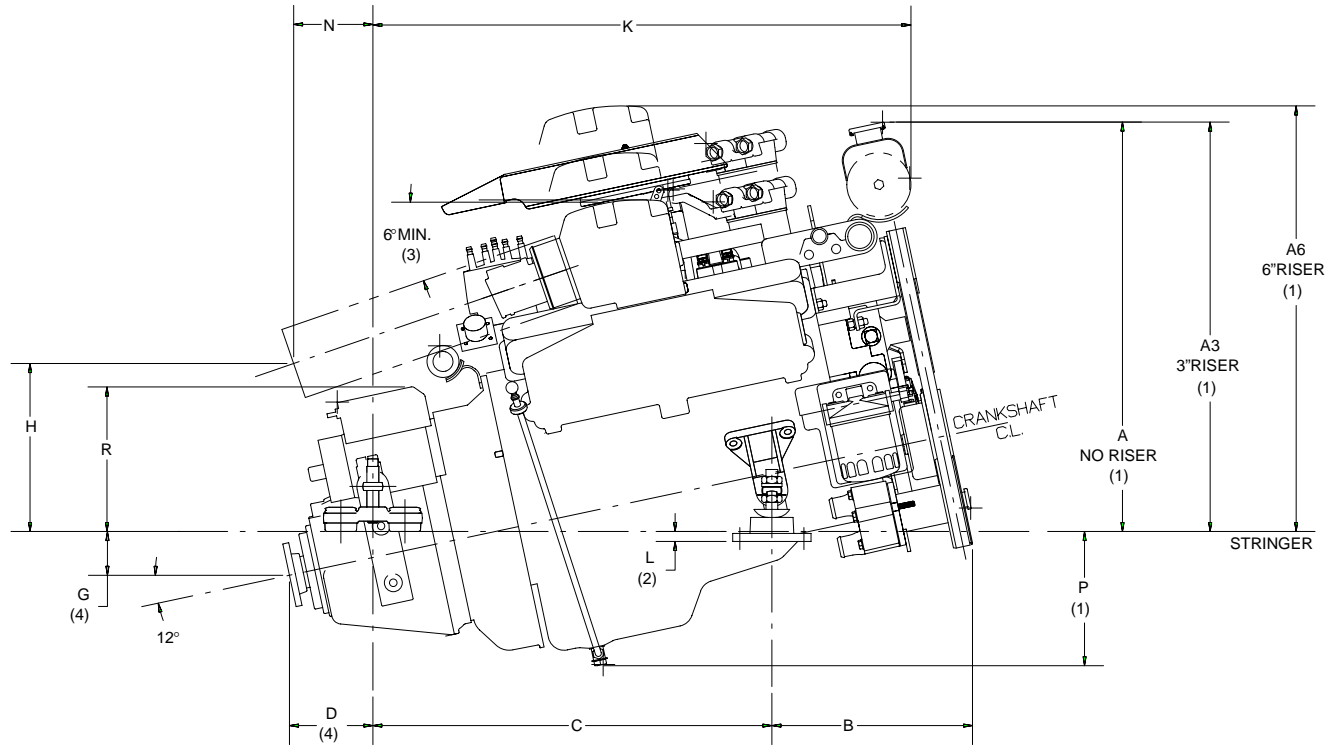 N
K
6° MIN.
(3)
A6
6"RISER
(1)
A3
3"RISER
(1)
A
NO RISER
(1)
H
R
CRANKSHAFT
C.L.
STRINGER
L
(2)
G
(4)
12°
P
(1)
D
(4)
C
B